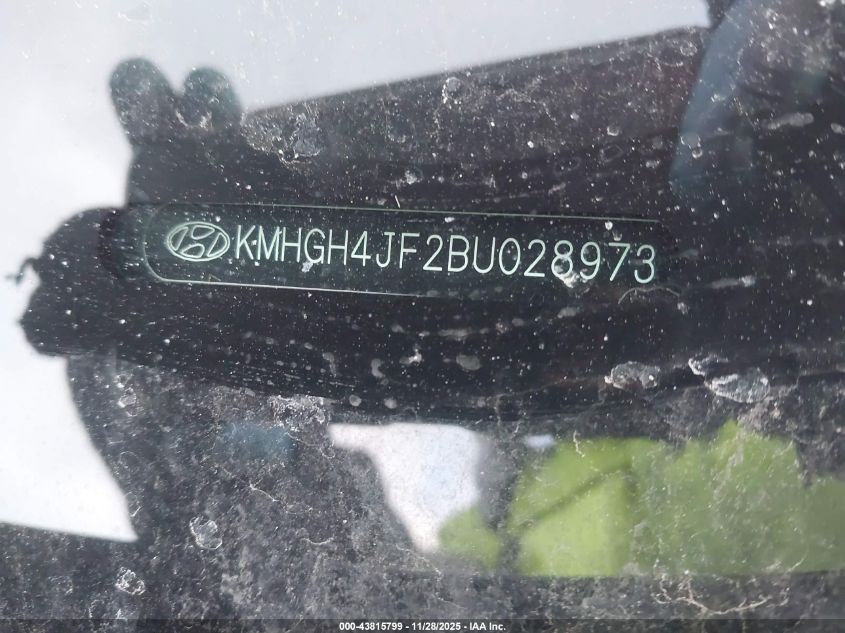 KMHGH4JF2BU028973
000-43815799 - 11/28/2025 - IAA Inc.